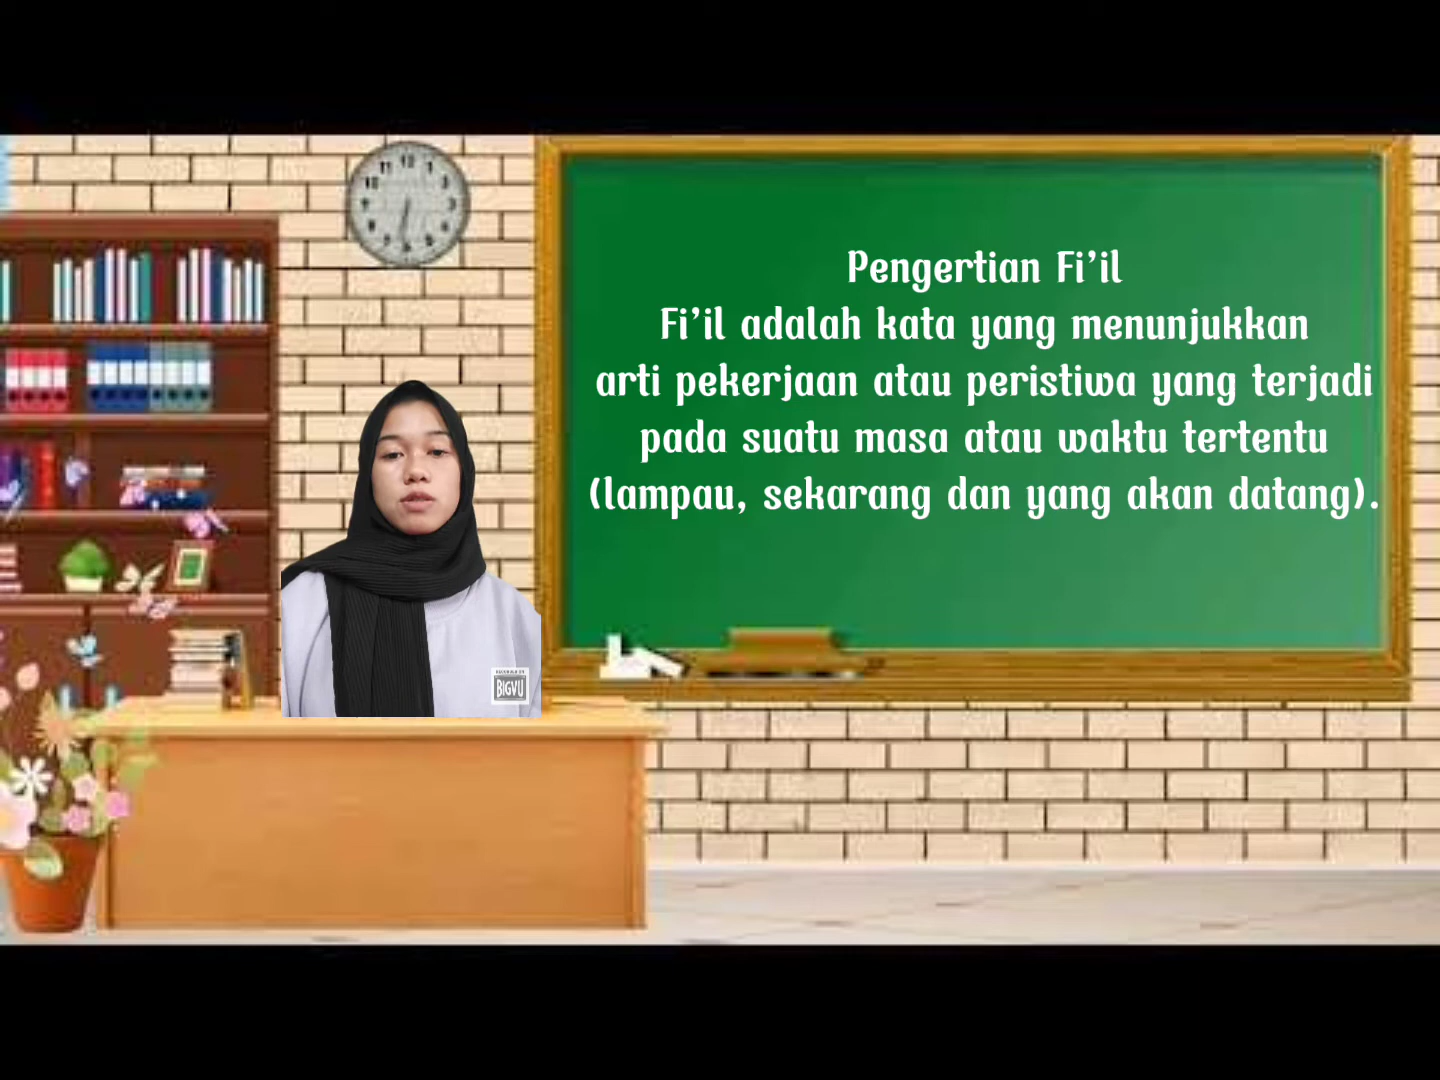 Pengertian Fi'il
Fi'il adalah kata yang menunjukkan
arti pekerjaan atau peristiwa yang terjadi
pada suatu masa atau waktu tertentu
(lampau, sekarang dan yang akan datang).
BIGVU